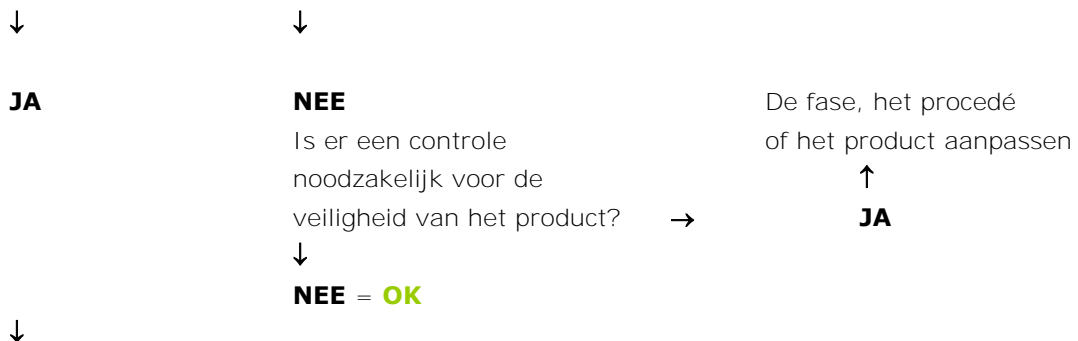 ↓ ↓
JA NEE De fase, het procedé
Is er een controle of het product aanpassen
noodzakelijk voor de ↑
veiligheid van het product? → JA
↓
NEE = OK
↓